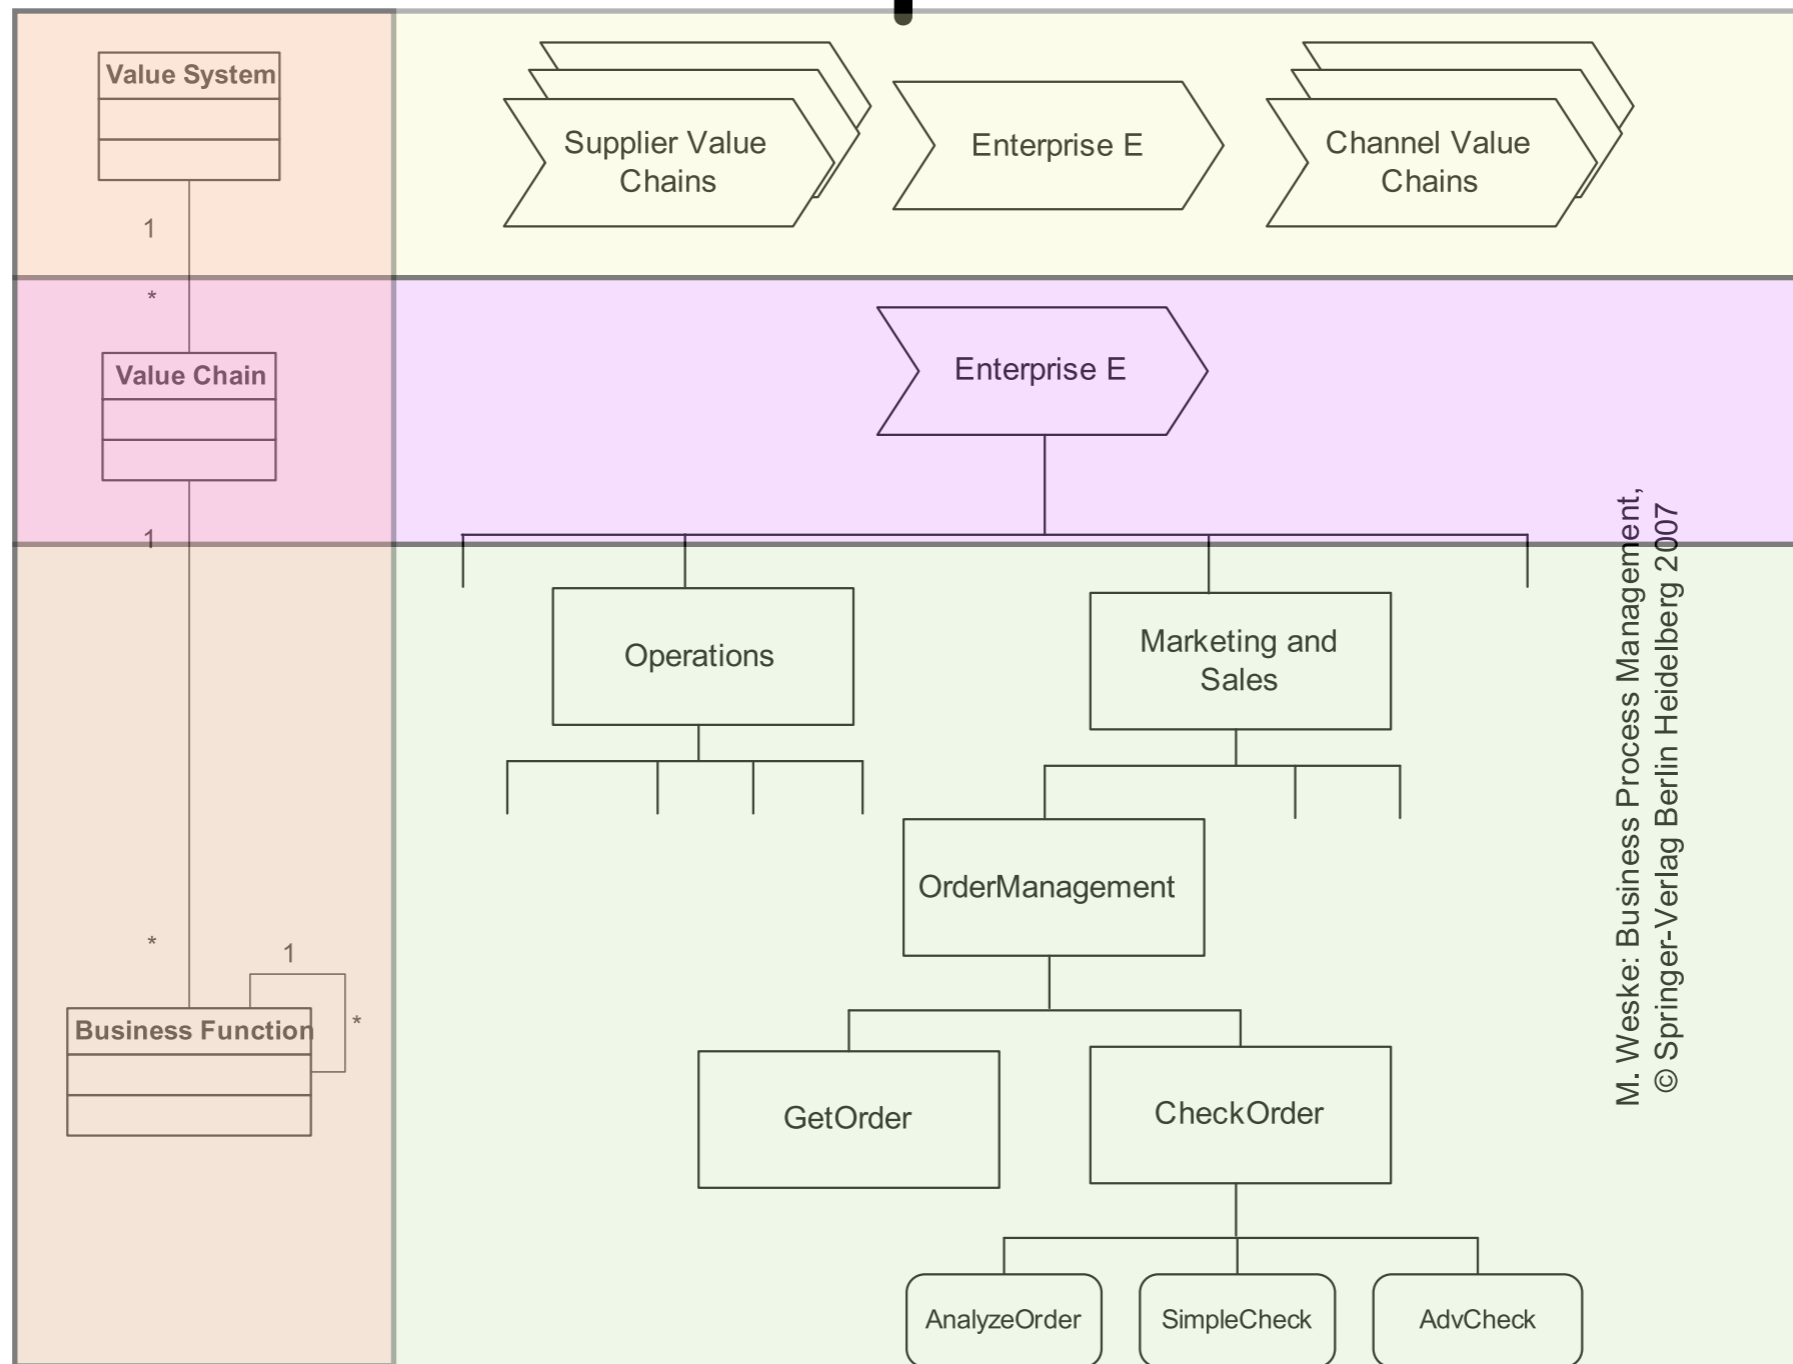 Value System
1
*
Value Chain
1
*
1
*
Business Function
Supplier Value
Chains
Enterprise E
Channel Value
Chains
Enterprise E
Operations
Marketing and
Sales
OrderManagement
GetOrder
CheckOrder
AnalyzeOrder
SimpleCheck
AdvCheck
M. Weske: Business Process Management,
© Springer-Verlag Berlin Heidelberg 2007